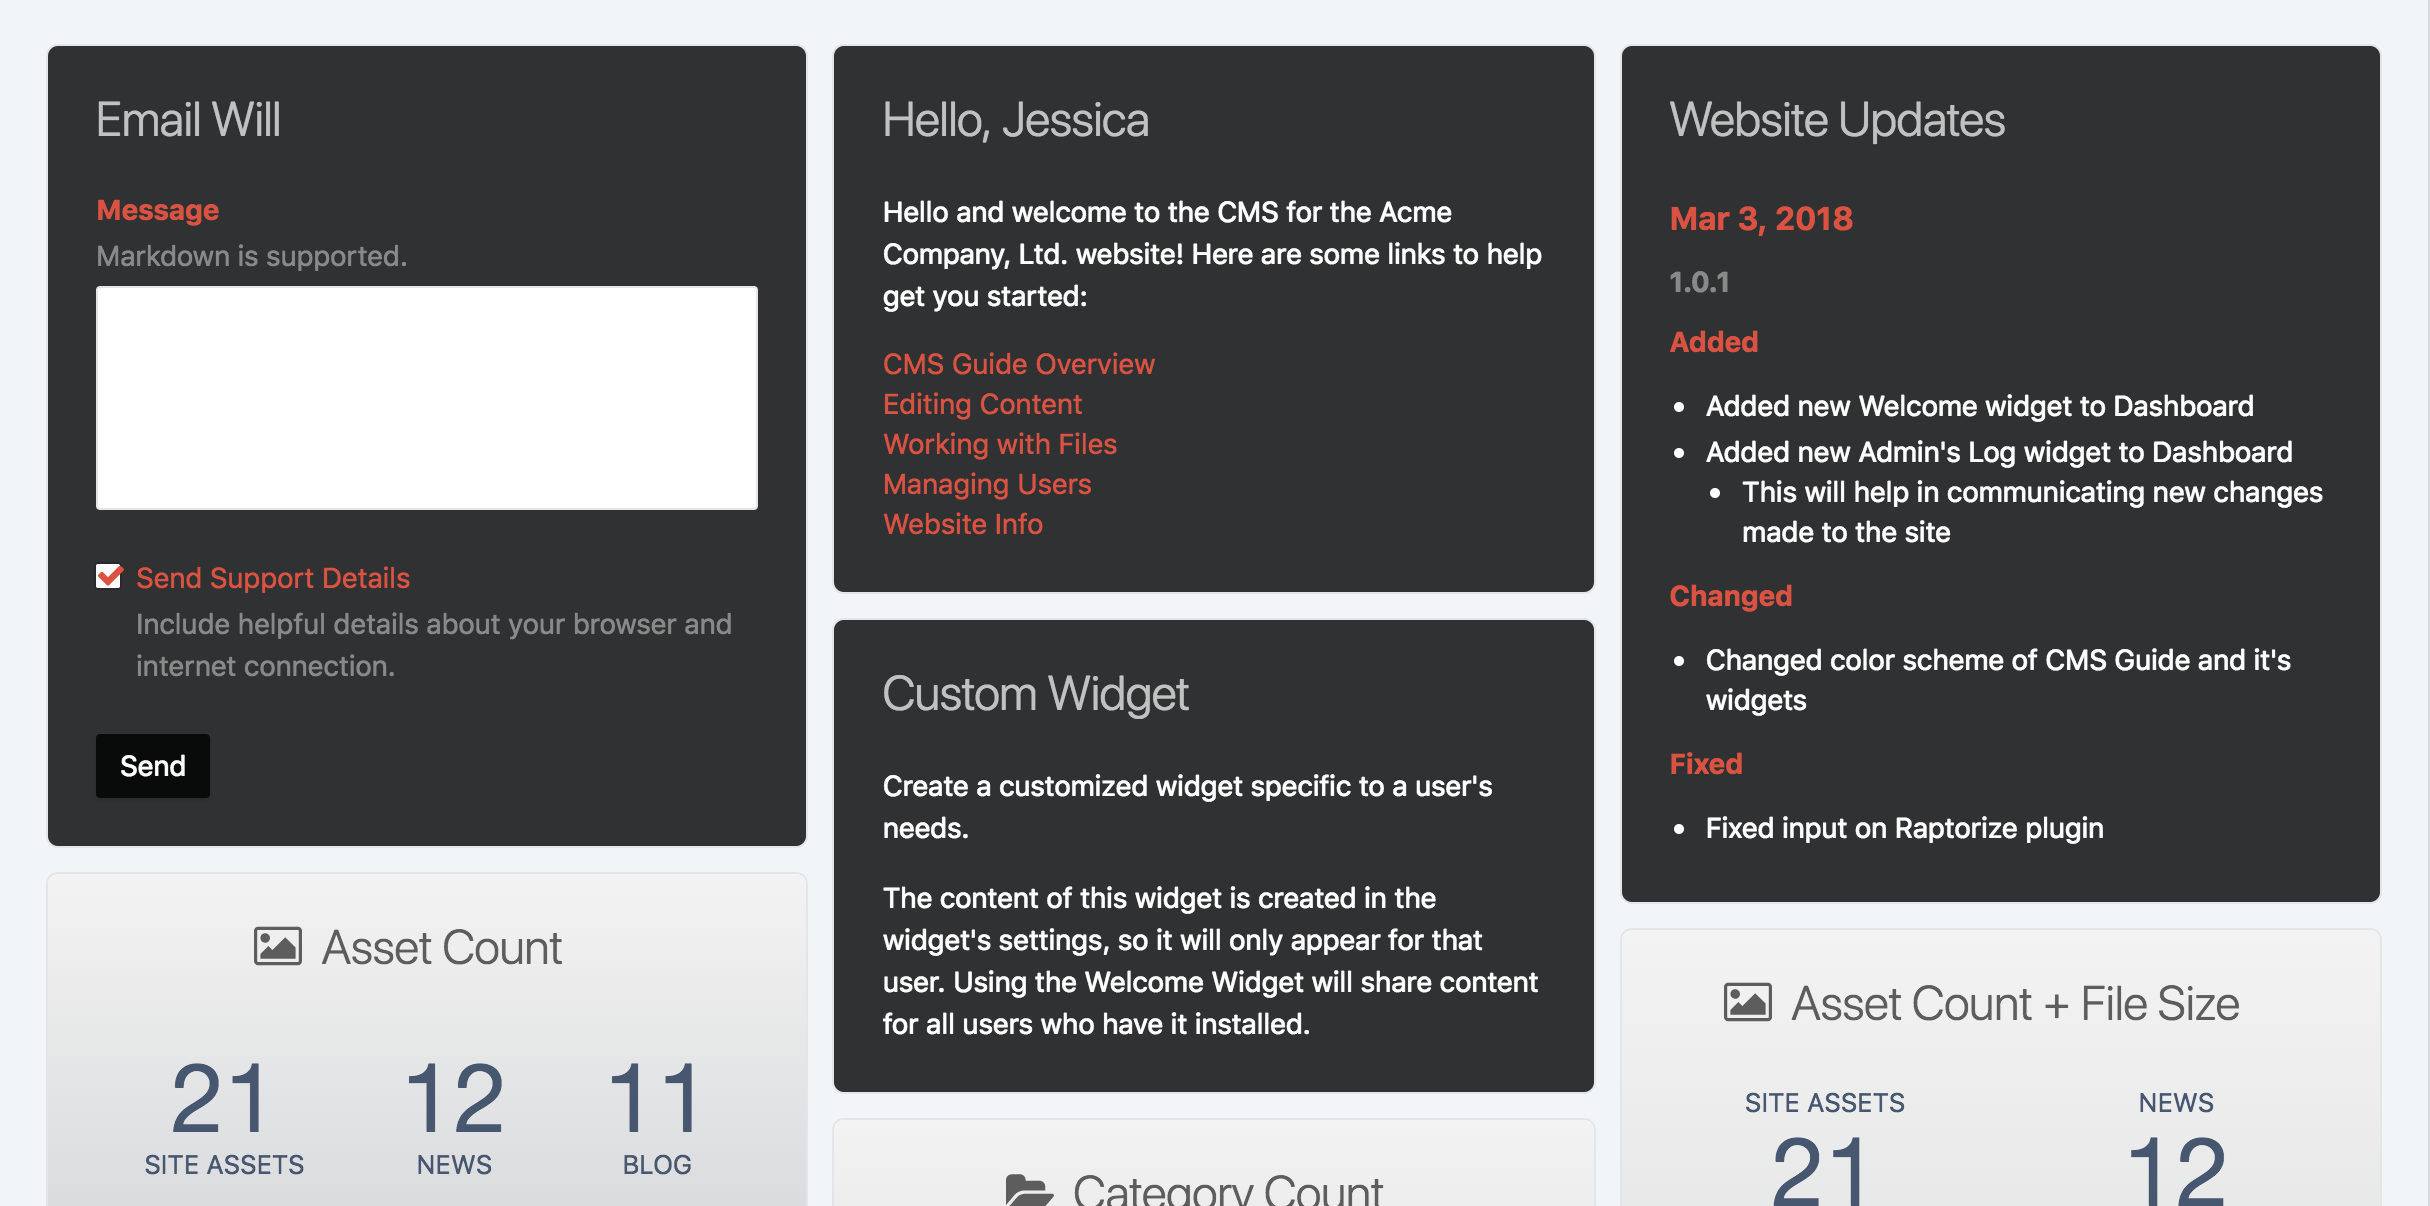 Email Will
Message
Markdown is supported.
Send Support Details
Include helpful details about your browser and
internet connection.
Send
Asset Count
21
SITE ASSETS
12
NEWS
11
BLOG
Hello, Jessica
Hello and welcome to the CMS for the Acme
Company, Ltd. website! Here are some links to help
get you started:
CMS Guide Overview
Editing Content
Working with Files
Managing Users
Website Info
Custom Widget
Create a customized widget specific to a user's
needs.
The content of this widget is created in the
widget's settings, so it will only appear for that
user. Using the Welcome Widget will share content
for all users who have it installed.
Category Count
Website Updates
Mar 3, 2018
1.0.1
Added
• Added new Welcome widget to Dashboard
• Added new Admin's Log widget to Dashboard
• This will help in communicating new changes
made to the site
Changed
• Changed color scheme of CMS Guide and it's
widgets
Fixed
• Fixed input on Raptorize plugin
Asset Count + File Size
SITE ASSETS
21
NEWS
12